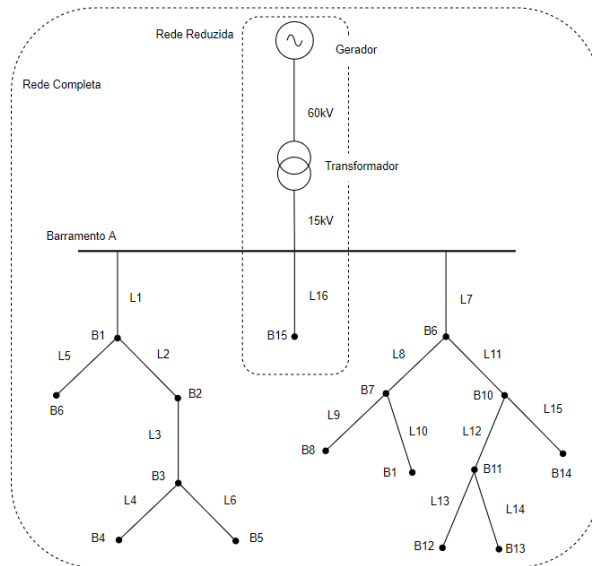 Rede Reduzida
Gerador
Rede Completa
60kV
Transformador
15kV
Barramento A
L1
L16
L7
B1
B15
B6
L5
L2
L8
L11
B6
B2
B7
B10
L9
L10
L12
L15
L3
B8
B1
B11
B14
B3
L4
L6
L13
L14
B4
B5
B12
B13